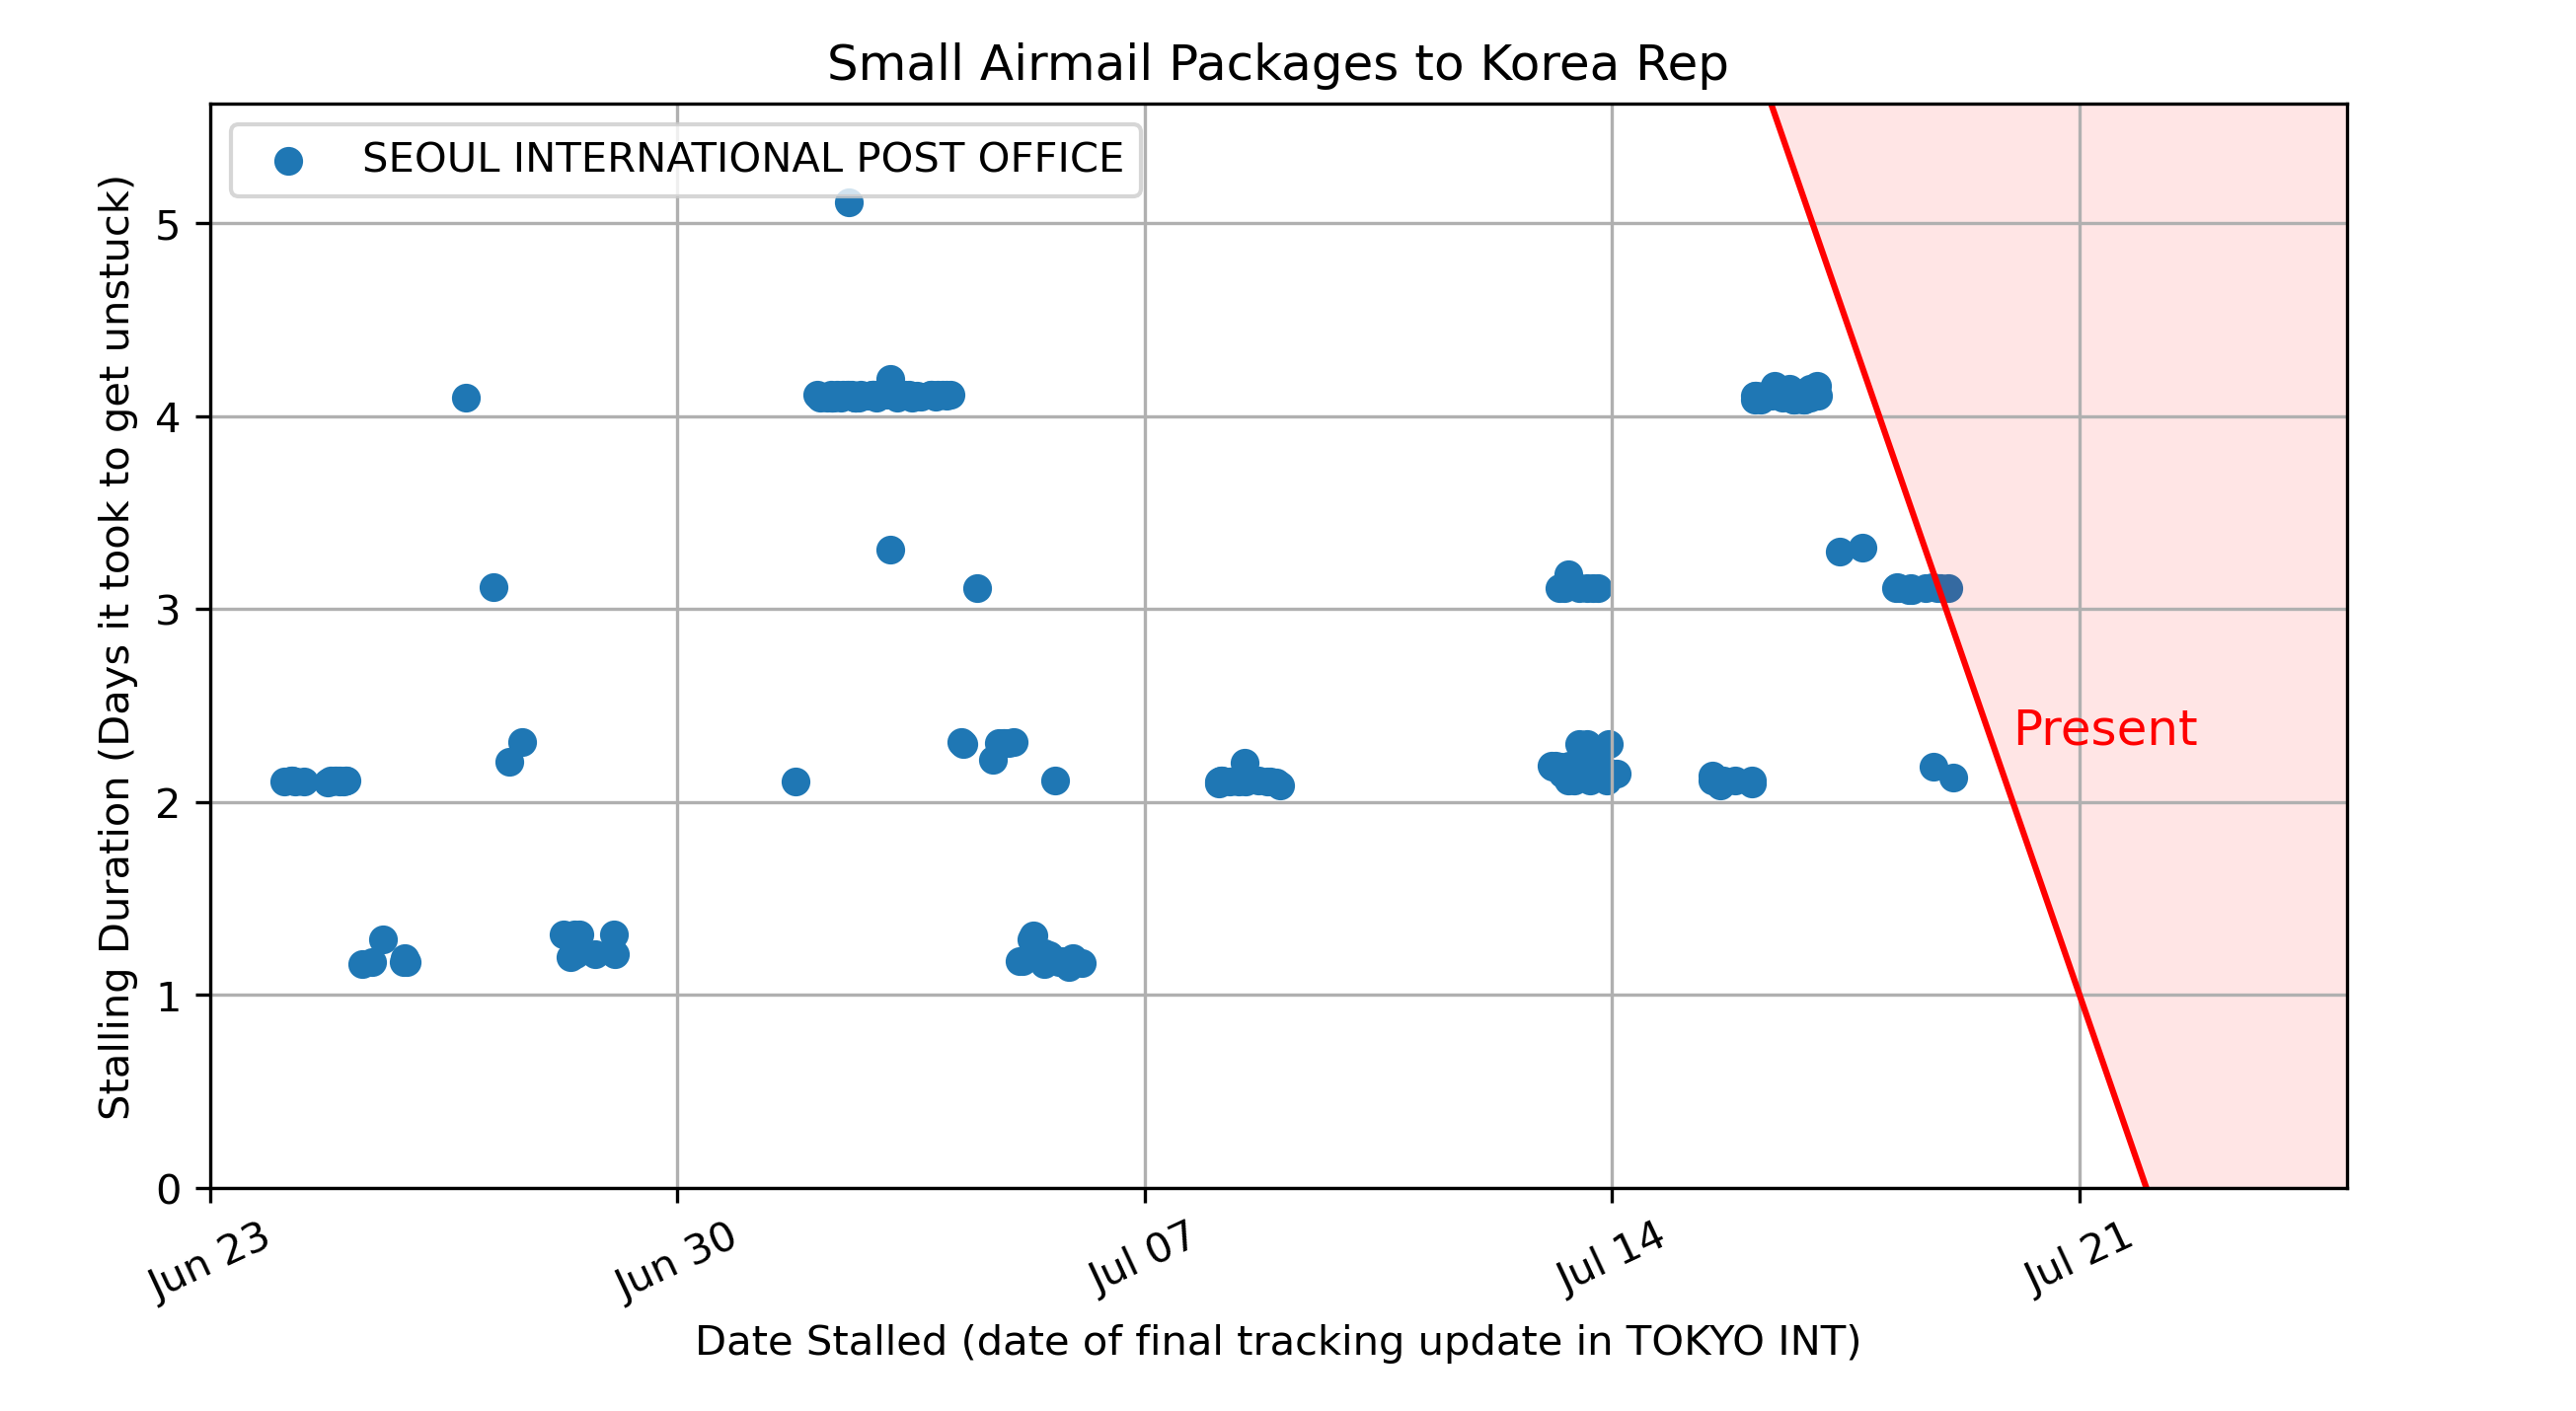 Small Airmail Packages to Korea Rep
SEOUL INTERNATIONAL POST OFFICE
Stalling Duration (Days it took to get unstuck)
5
4
3
2
1
0
Present
Jun 23
Jun 30
Jul 07
Jul 14
Jul 21
Date Stalled (date of final tracking update in TOKYO INT)